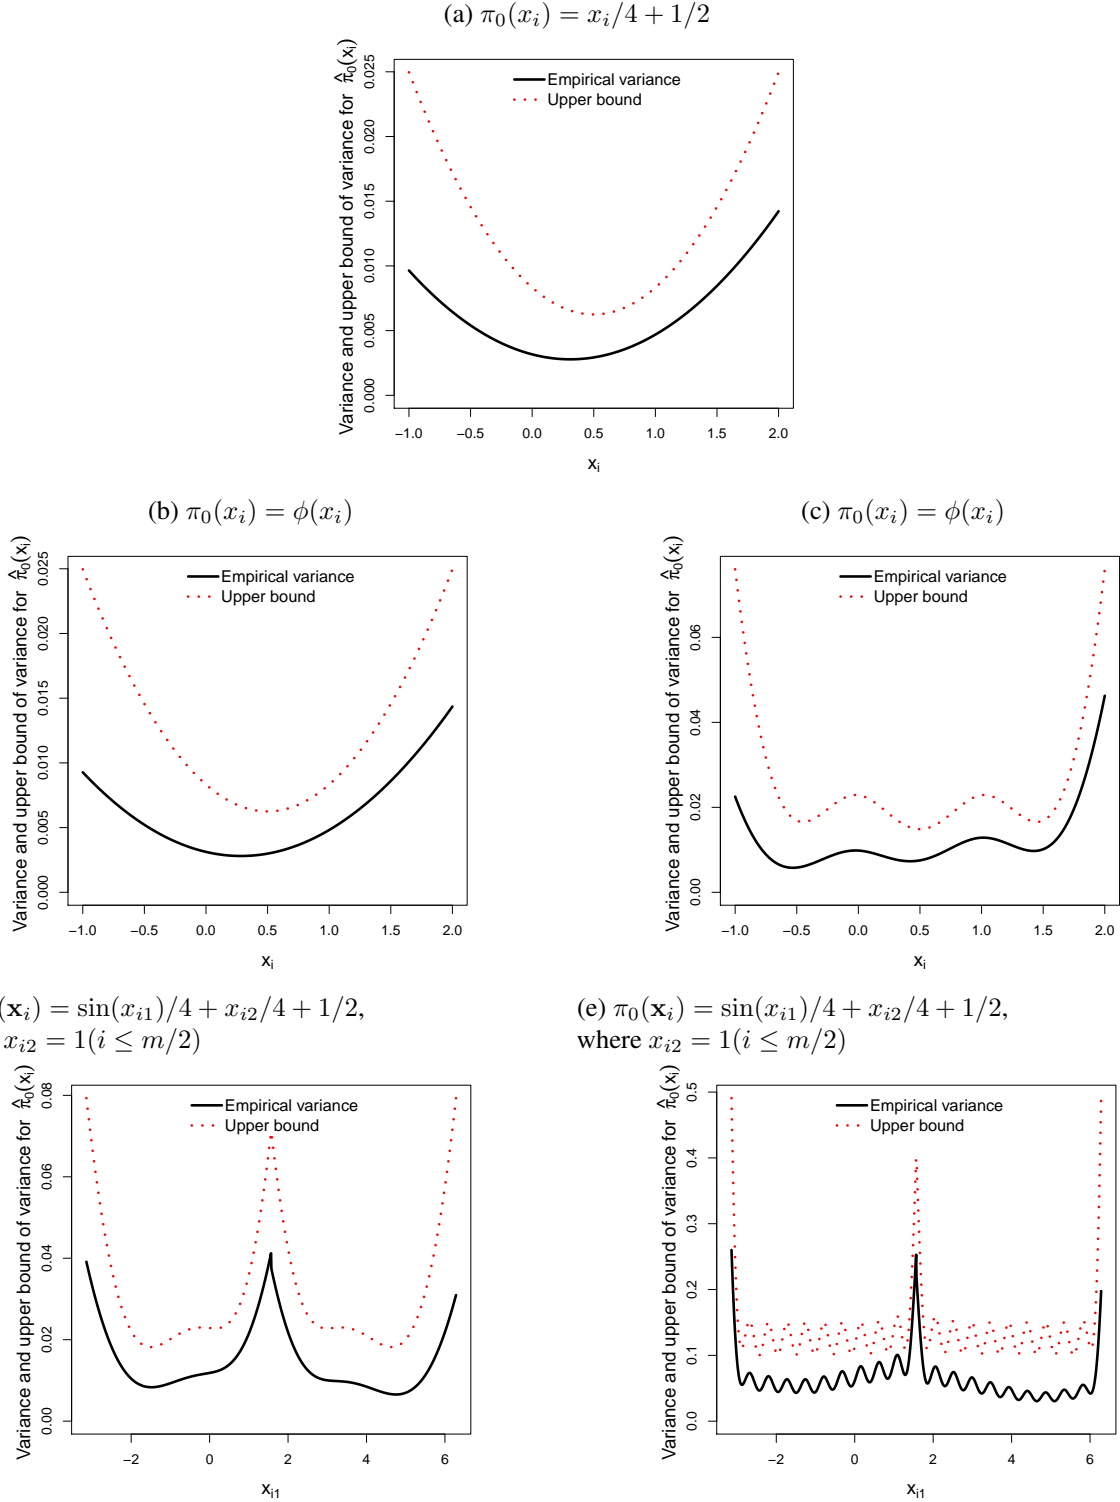 (a) π₀(xᵢ) = xᵢ/4 + 1/2
Variance and upper bound of variance for π̂₀(xᵢ)
0.025
0.020
0.015
0.010
0.005
0.000
Empirical variance
Upper bound
−1.0 −0.5 0.0 0.5 1.0 1.5 2.0
xᵢ
(b) π₀(xᵢ) = ϕ(xᵢ)
Variance and upper bound of variance for π̂₀(xᵢ)
0.025
0.020
0.015
0.010
0.005
0.000
Empirical variance
Upper bound
−1.0 −0.5 0.0 0.5 1.0 1.5 2.0
xᵢ
(c) π₀(xᵢ) = ϕ(xᵢ)
Variance and upper bound of variance for π̂₀(xᵢ)
0.06
0.04
0.02
0.00
Empirical variance
Upper bound
−1.0 −0.5 0.0 0.5 1.0 1.5 2.0
xᵢ
(𝐱ᵢ) = sin(xᵢ₁)/4 + xᵢ₂/4 + 1/2,
xᵢ₂ = 1(i ≤ m/2)
Variance and upper bound of variance for π̂₀(xᵢ)
0.08
0.06
0.04
0.02
0.00
Empirical variance
Upper bound
−2 0 2 4 6
xᵢ₁
(e) π₀(𝐱ᵢ) = sin(xᵢ₁)/4 + xᵢ₂/4 + 1/2,
where xᵢ₂ = 1(i ≤ m/2)
Variance and upper bound of variance for π̂₀(xᵢ)
0.5
0.4
0.3
0.2
0.1
0.0
Empirical variance
Upper bound
−2 0 2 4 6
xᵢ₁